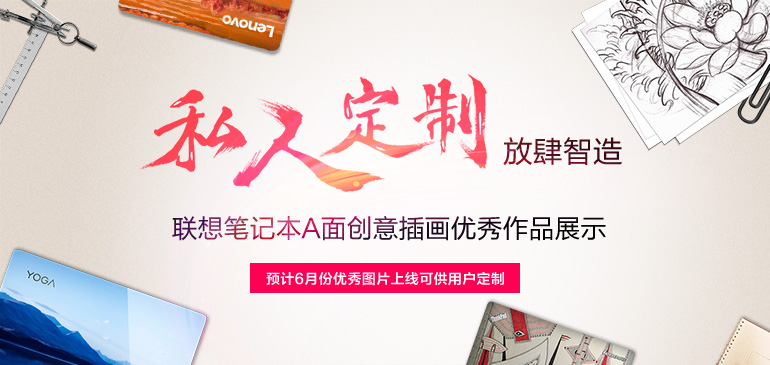 Lenovo
私人定制
放肆智造
联想笔记本A面创意插画优秀作品展示
预计6月份优秀图片上线可供用户定制
YOGA
ThinkPad